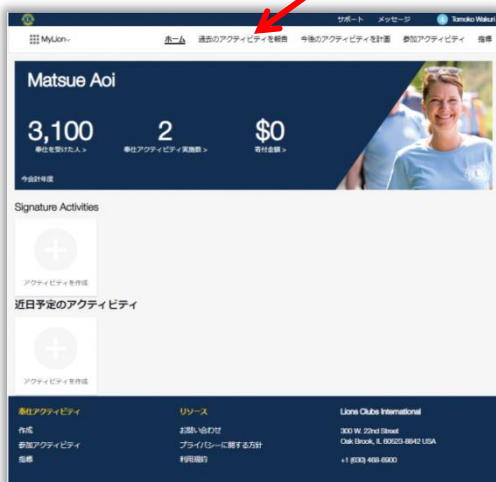 サポート メッセージ Tomoko Wakuri
MyLion
ホーム 過去のアクティビティを報告 今後のアクティビティを計画 参加アクティビティ 指標
Matsue Aoi
3,100 2 $0
奉仕を受けた人 > 奉仕アクティビティ実施数 > 寄付金額 >
今会計年度
Signature Activities
アクティビティを作成
近日予定のアクティビティ
アクティビティを作成
奉仕アクティビティ リソース Lions Clubs International
作成 お問い合わせ 300 W. 22nd Street
参加アクティビティ プライバシーに関する方針 Oak Brook, IL 60523-8842 USA
指標 利用規約 +1 (630) 468-6900